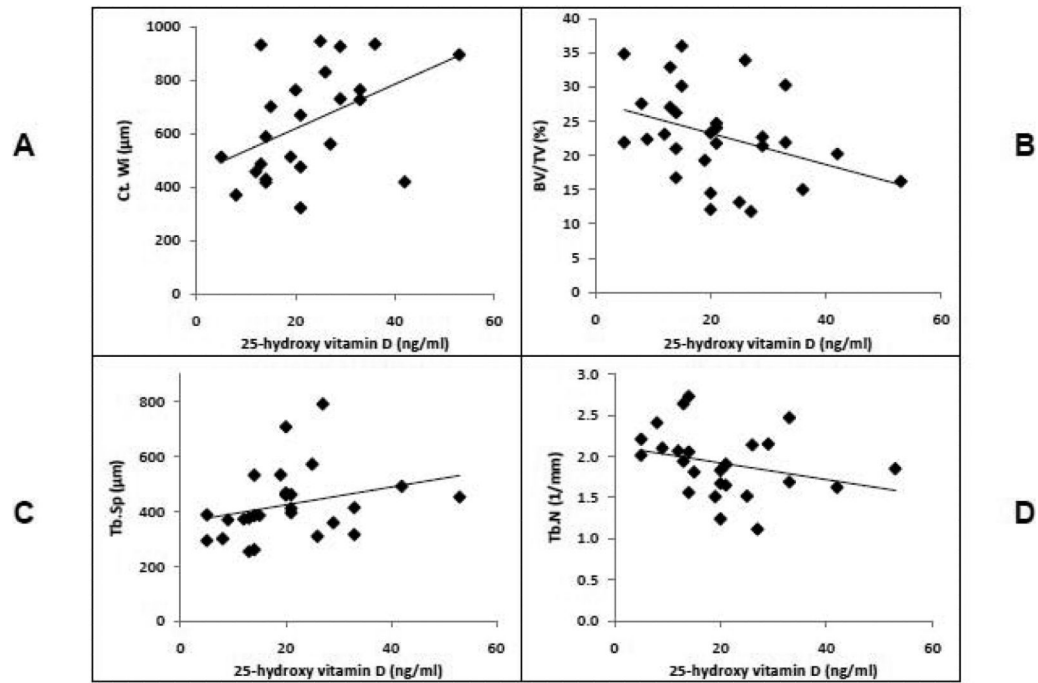 A
Ct. Wi (µm)
1000
800
600
400
200
0
0 20 40 60
25-hydroxy vitamin D (ng/ml)
B
BV/TV (%)
40
35
30
25
20
15
10
5
0
0 20 40 60
25-hydroxy vitamin D (ng/ml)
C
Tb.Sp (µm)
800
600
400
200
0
0 20 40 60
25-hydroxy vitamin D (ng/ml)
D
Tb.N (1/mm)
3.0
2.5
2.0
1.5
1.0
0.5
0.0
0 20 40 60
25-hydroxy vitamin D (ng/ml)